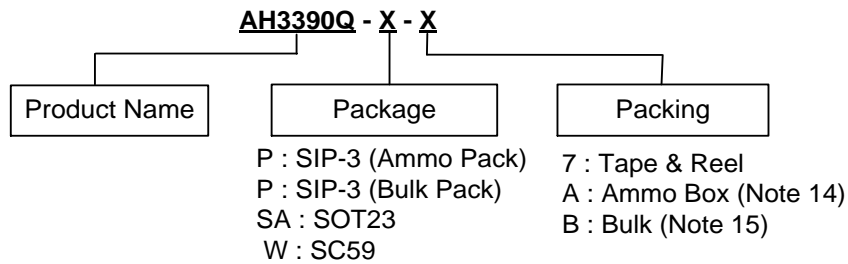 AH3390Q - X - X
Product Name
Package
Packing
P : SIP-3 (Ammo Pack)
P : SIP-3 (Bulk Pack)
SA : SOT23
W : SC59
7 : Tape & Reel
A : Ammo Box (Note 14)
B : Bulk (Note 15)